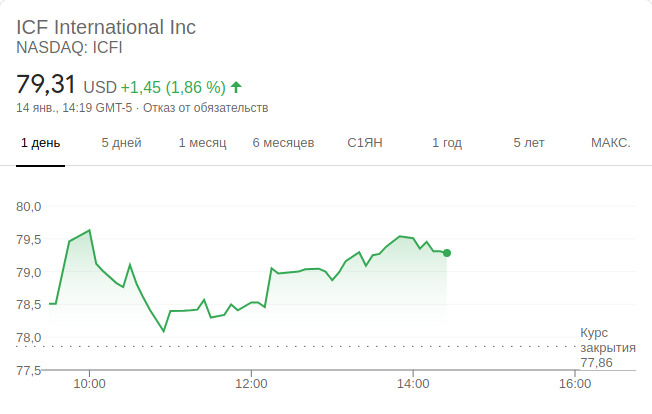 ICF International Inc
NASDAQ: ICFI
79,31 USD +1,45 (1,86 %)
14 янв., 14:19 GMT-5 · Отказ от обязательств
1 день 5 дней 1 месяц 6 месяцев С1ЯН 1 год 5 лет МАКС.
80,0
79,5
79,0
78,5
78,0
Курс
закрытия
77,86
77,5
10:00 12:00 14:00 16:00